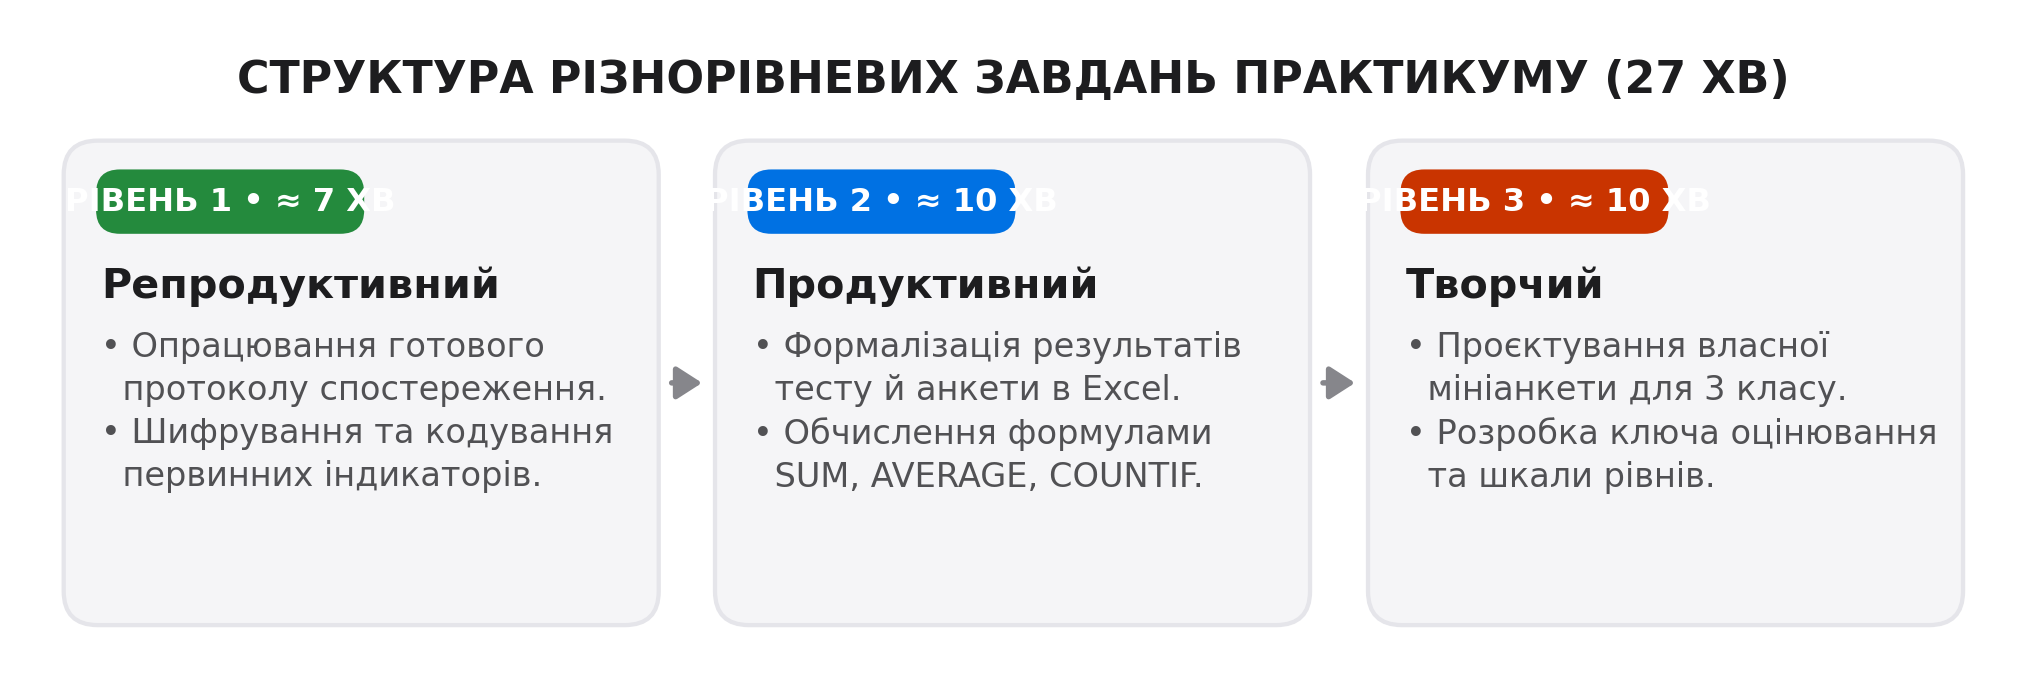 СТРУКТУРА РІЗНОРІВНЕВИХ ЗАВДАНЬ ПРАКТИКУМУ (27 ХВ)
РІВЕНЬ 1 • ≈ 7 ХВ
Репродуктивний
• Опрацювання готового
протоколу спостереження.
• Шифрування та кодування
первинних індикаторів.
РІВЕНЬ 2 • ≈ 10 ХВ
Продуктивний
• Формалізація результатів
тесту й анкети в Excel.
• Обчислення формулами
SUM, AVERAGE, COUNTIF.
РІВЕНЬ 3 • ≈ 10 ХВ
Творчий
• Проєктування власної
мініанкети для 3 класу.
• Розробка ключа оцінювання
та шкали рівнів.